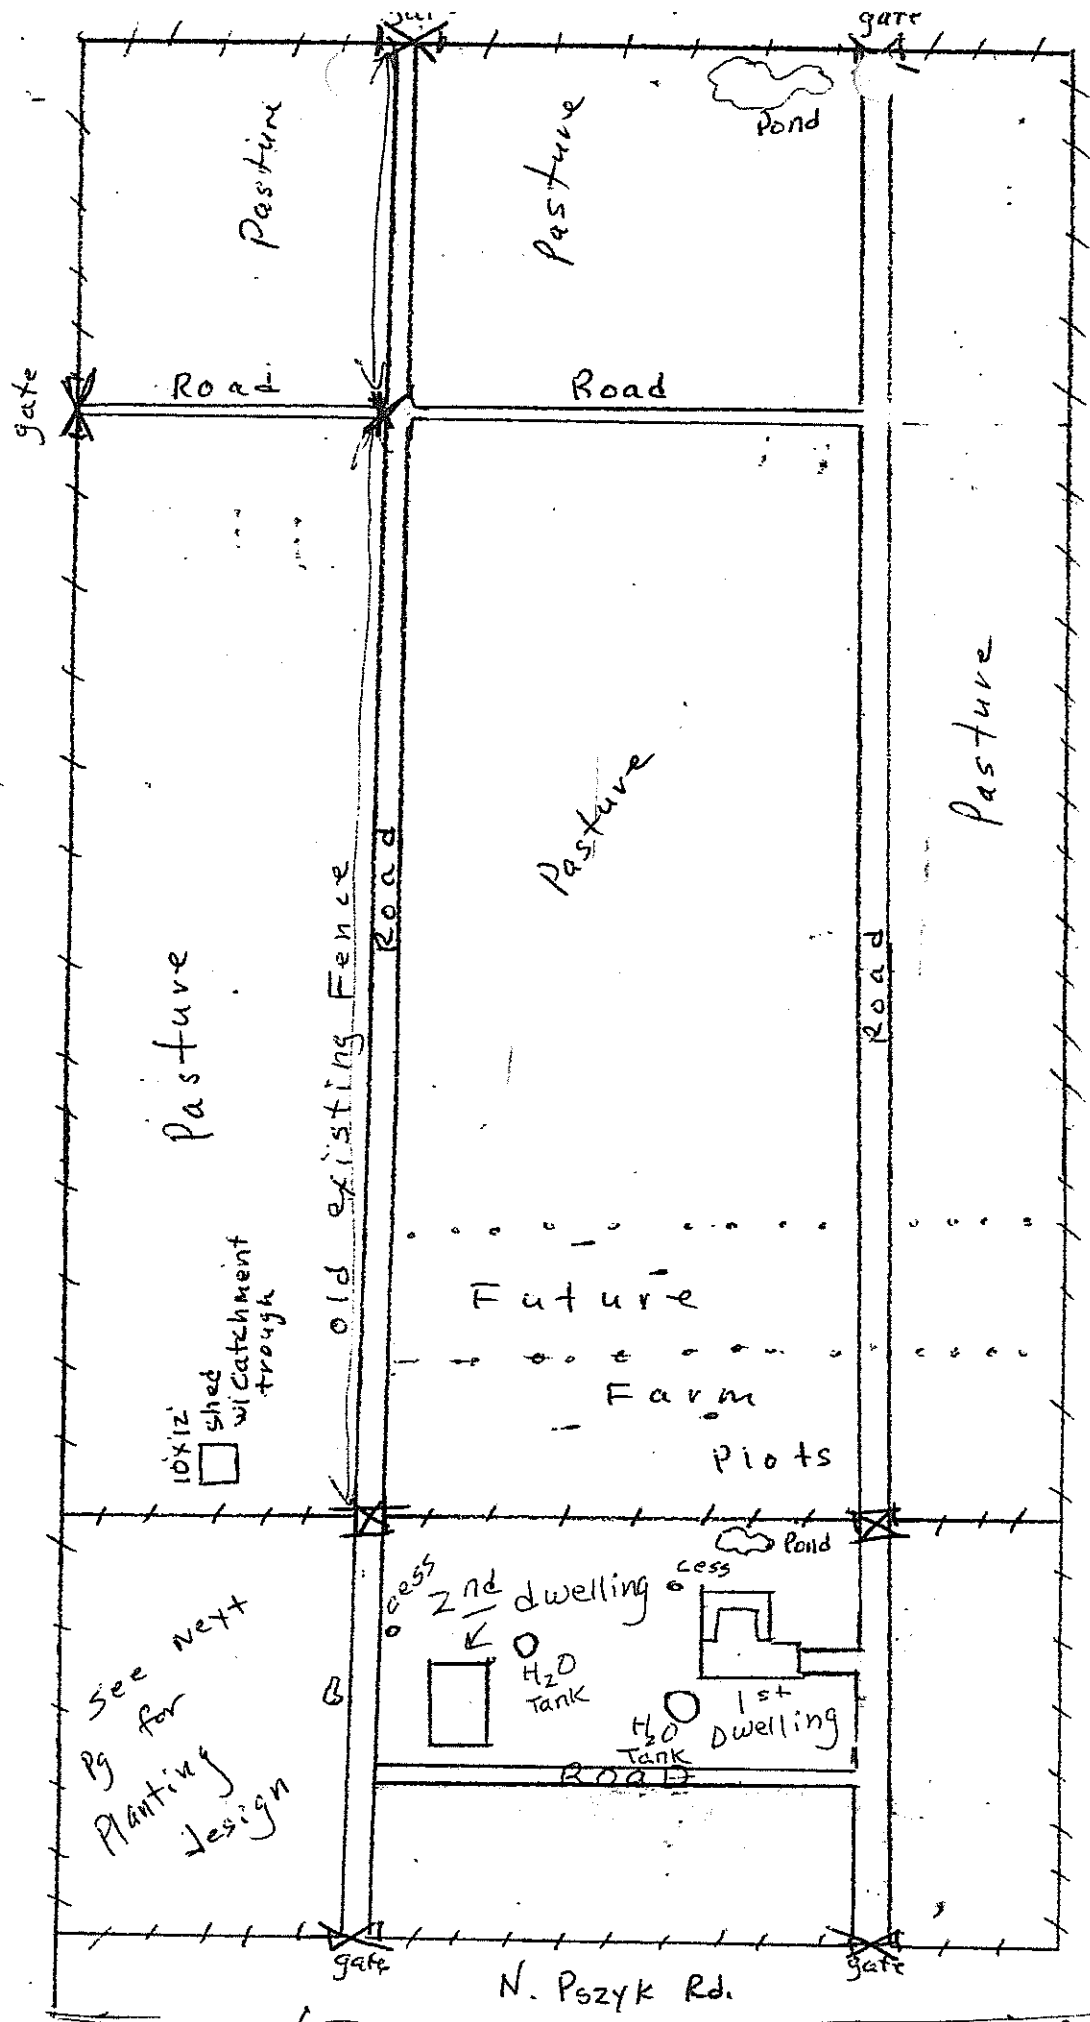 gate
Pond
Pasture
Pasture
gate
Road
Road
Pasture
Pasture
Road
Road
old existing Fence
Pasture
Future
Farm
Plots
10'x12'
shed
w/catchment
trough
Pond
cess
cess
2nd dwelling
H2O
Tank
1st
Dwelling
H2O
Tank
ROAD
See Next
Pg for
Planting
design
gate
gate
N. Pszyk Rd.